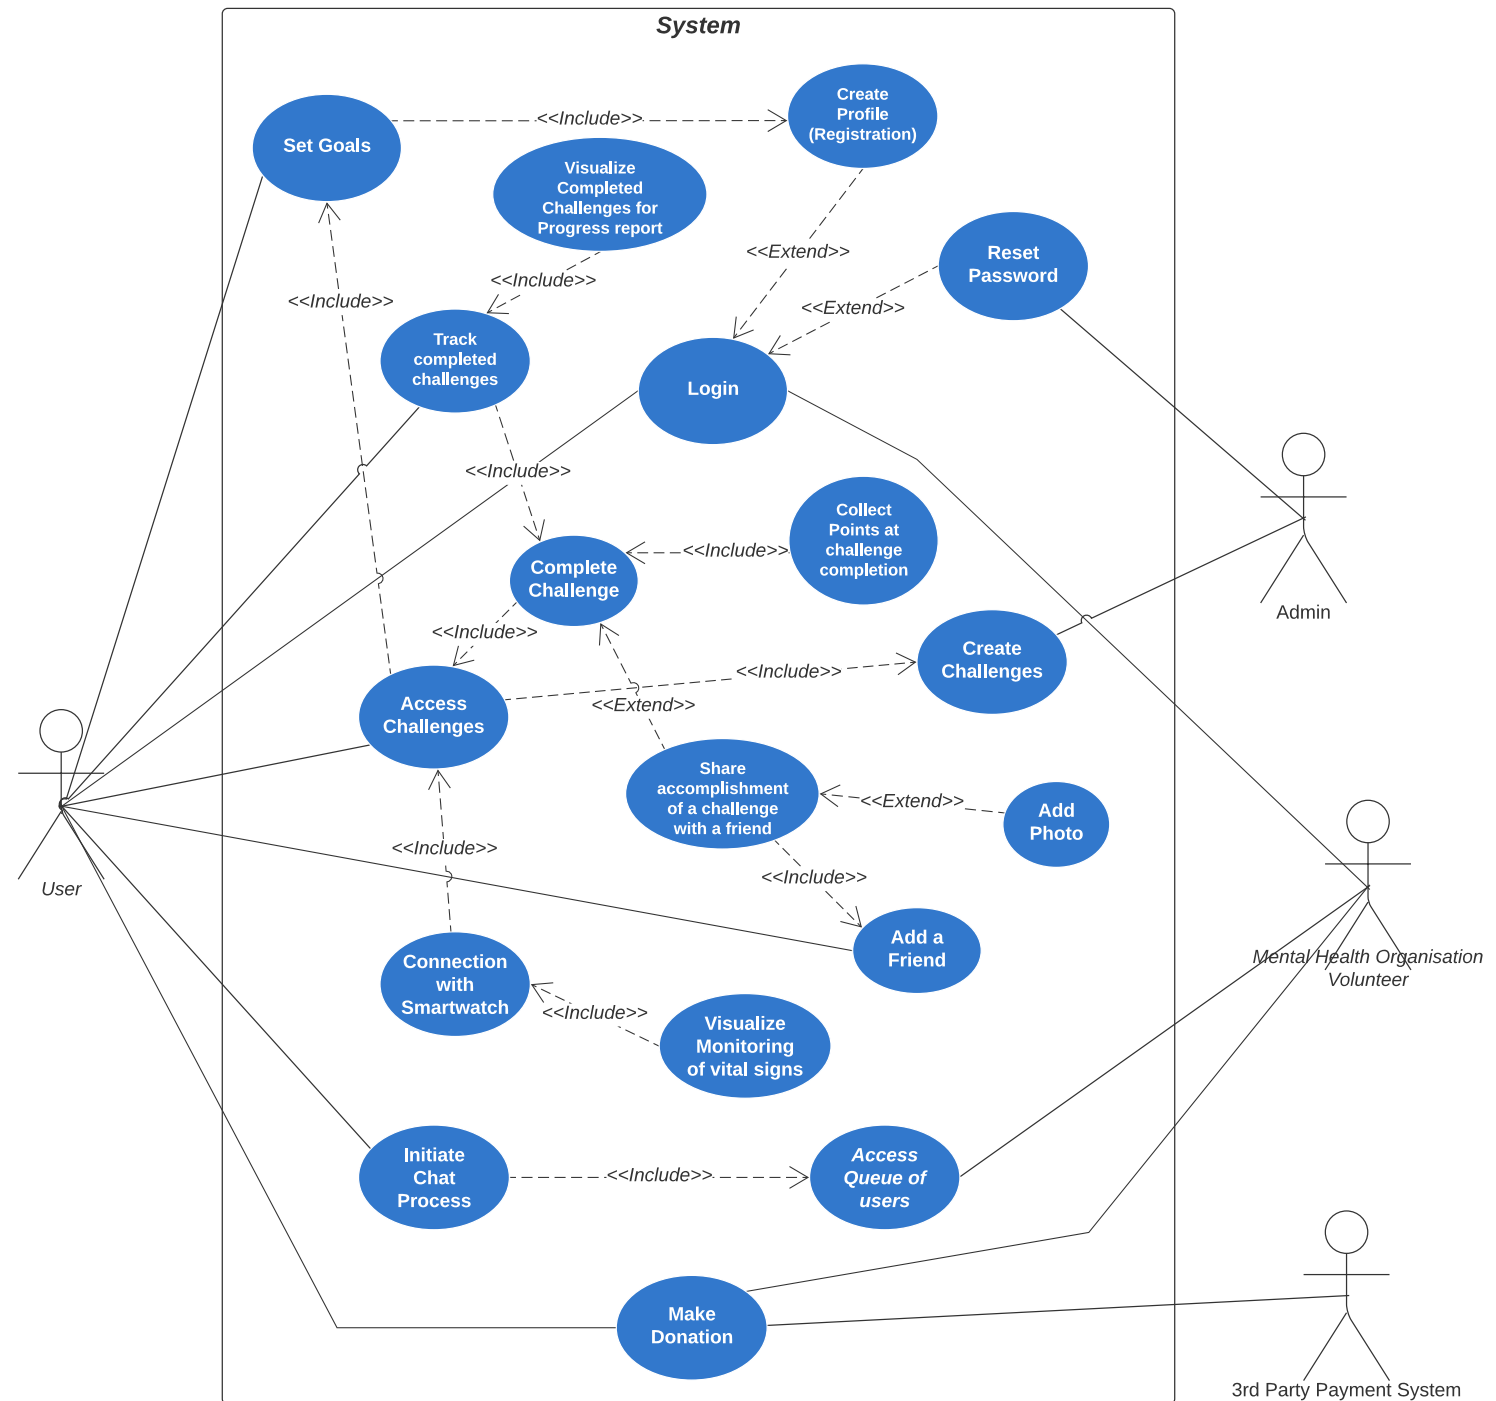 System
Create
Profile
(Registration)
<<Include>>
Set Goals
Visualize
Completed
Challenges for
Progress report
<<Extend>>
Reset
Password
<<Include>>
<<Include>>
<<Extend>>
Track
completed
challenges
Login
<<Include>>
Collect
Points at
challenge
completion
<<Include>>
Complete
Challenge
Admin
<<Include>>
Create
Challenges
<<Include>>
Access
Challenges
<<Extend>>
Share
accomplishment
of a challenge
with a friend
<<Extend>>
Add
Photo
<<Include>>
<<Include>>
User
Add a
Friend
Mental Health Organisation
Volunteer
Connection
with
Smartwatch
<<Include>>
Visualize
Monitoring
of vital signs
Initiate
Chat
Process
<<Include>>
Access
Queue of
users
Make
Donation
3rd Party Payment System